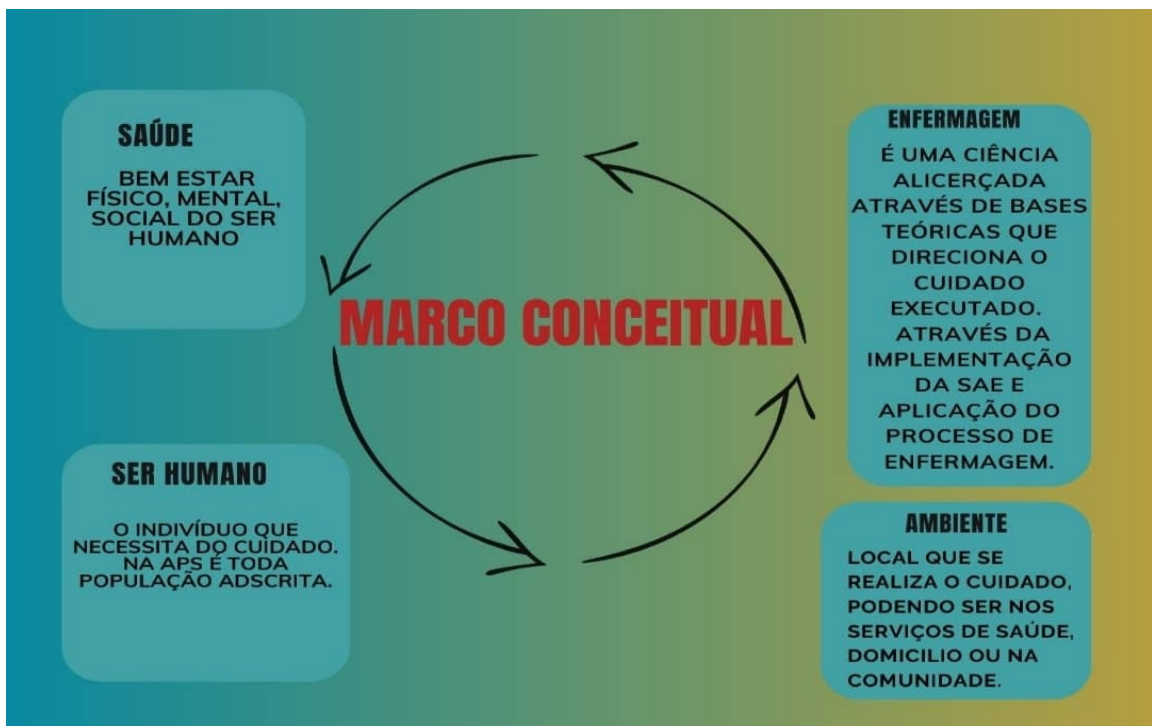 SAÚDE
BEM ESTAR
FÍSICO, MENTAL,
SOCIAL DO SER
HUMANO
SER HUMANO
O INDIVÍDUO QUE
NECESSITA DO CUIDADO.
NA APS É TODA
POPULAÇÃO ADSCRITA.
MARCO CONCEITUAL
ENFERMAGEM
É UMA CIÊNCIA
ALICERÇADA
ATRAVÉS DE BASES
TEÓRICAS QUE
DIRECIONA O
CUIDADO
EXECUTADO.
ATRAVÉS DA
IMPLEMENTAÇÃO
DA SAE E
APLICAÇÃO DO
PROCESSO DE
ENFERMAGEM.
AMBIENTE
LOCAL QUE SE
REALIZA O CUIDADO,
PODENDO SER NOS
SERVIÇOS DE SAÚDE,
DOMICILIO OU NA
COMUNIDADE.